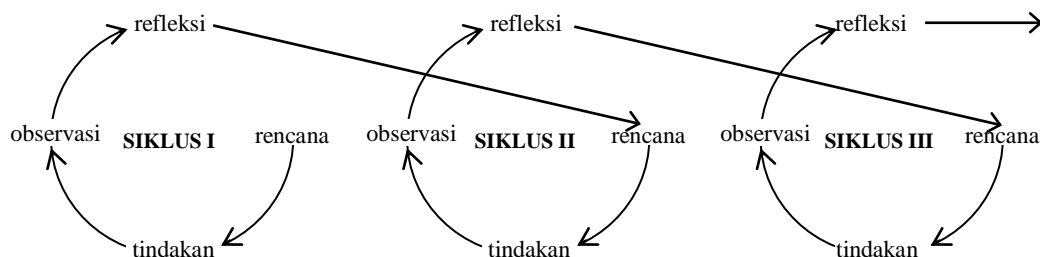 refleksi refleksi refleksi
observasi SIKLUS I rencana observasi SIKLUS II rencana observasi SIKLUS III rencana
tindakan tindakan tindakan